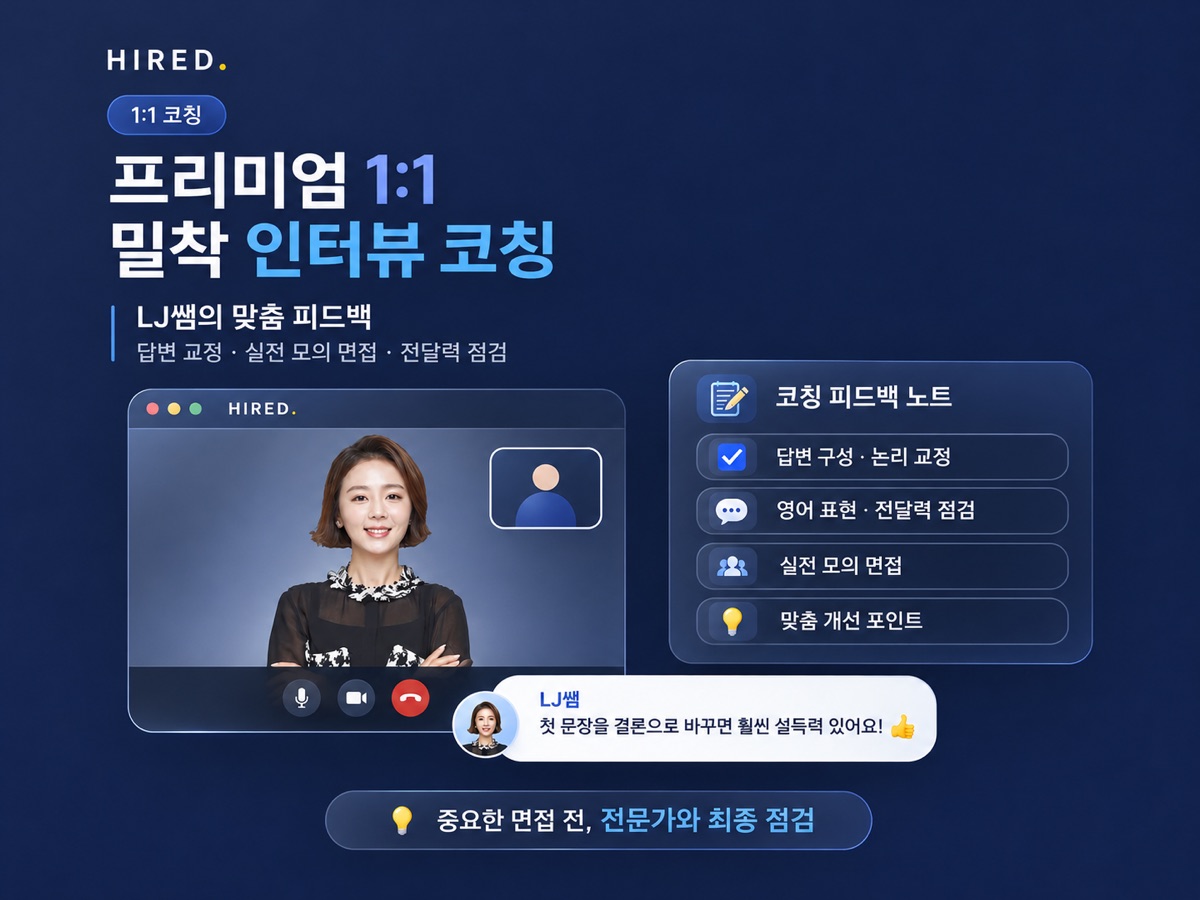 HIRED.
1:1 코칭
프리미엄 1:1
밀착 인터뷰 코칭
LJ쌤의 맞춤 피드백
답변 교정 · 실전 모의 면접 · 전달력 점검
HIRED.
코칭 피드백 노트
답변 구성 · 논리 교정
영어 표현 · 전달력 점검
실전 모의 면접
맞춤 개선 포인트
LJ쌤
첫 문장을 결론으로 바꾸면 훨씬 설득력 있어요!
중요한 면접 전, 전문가와 최종 점검